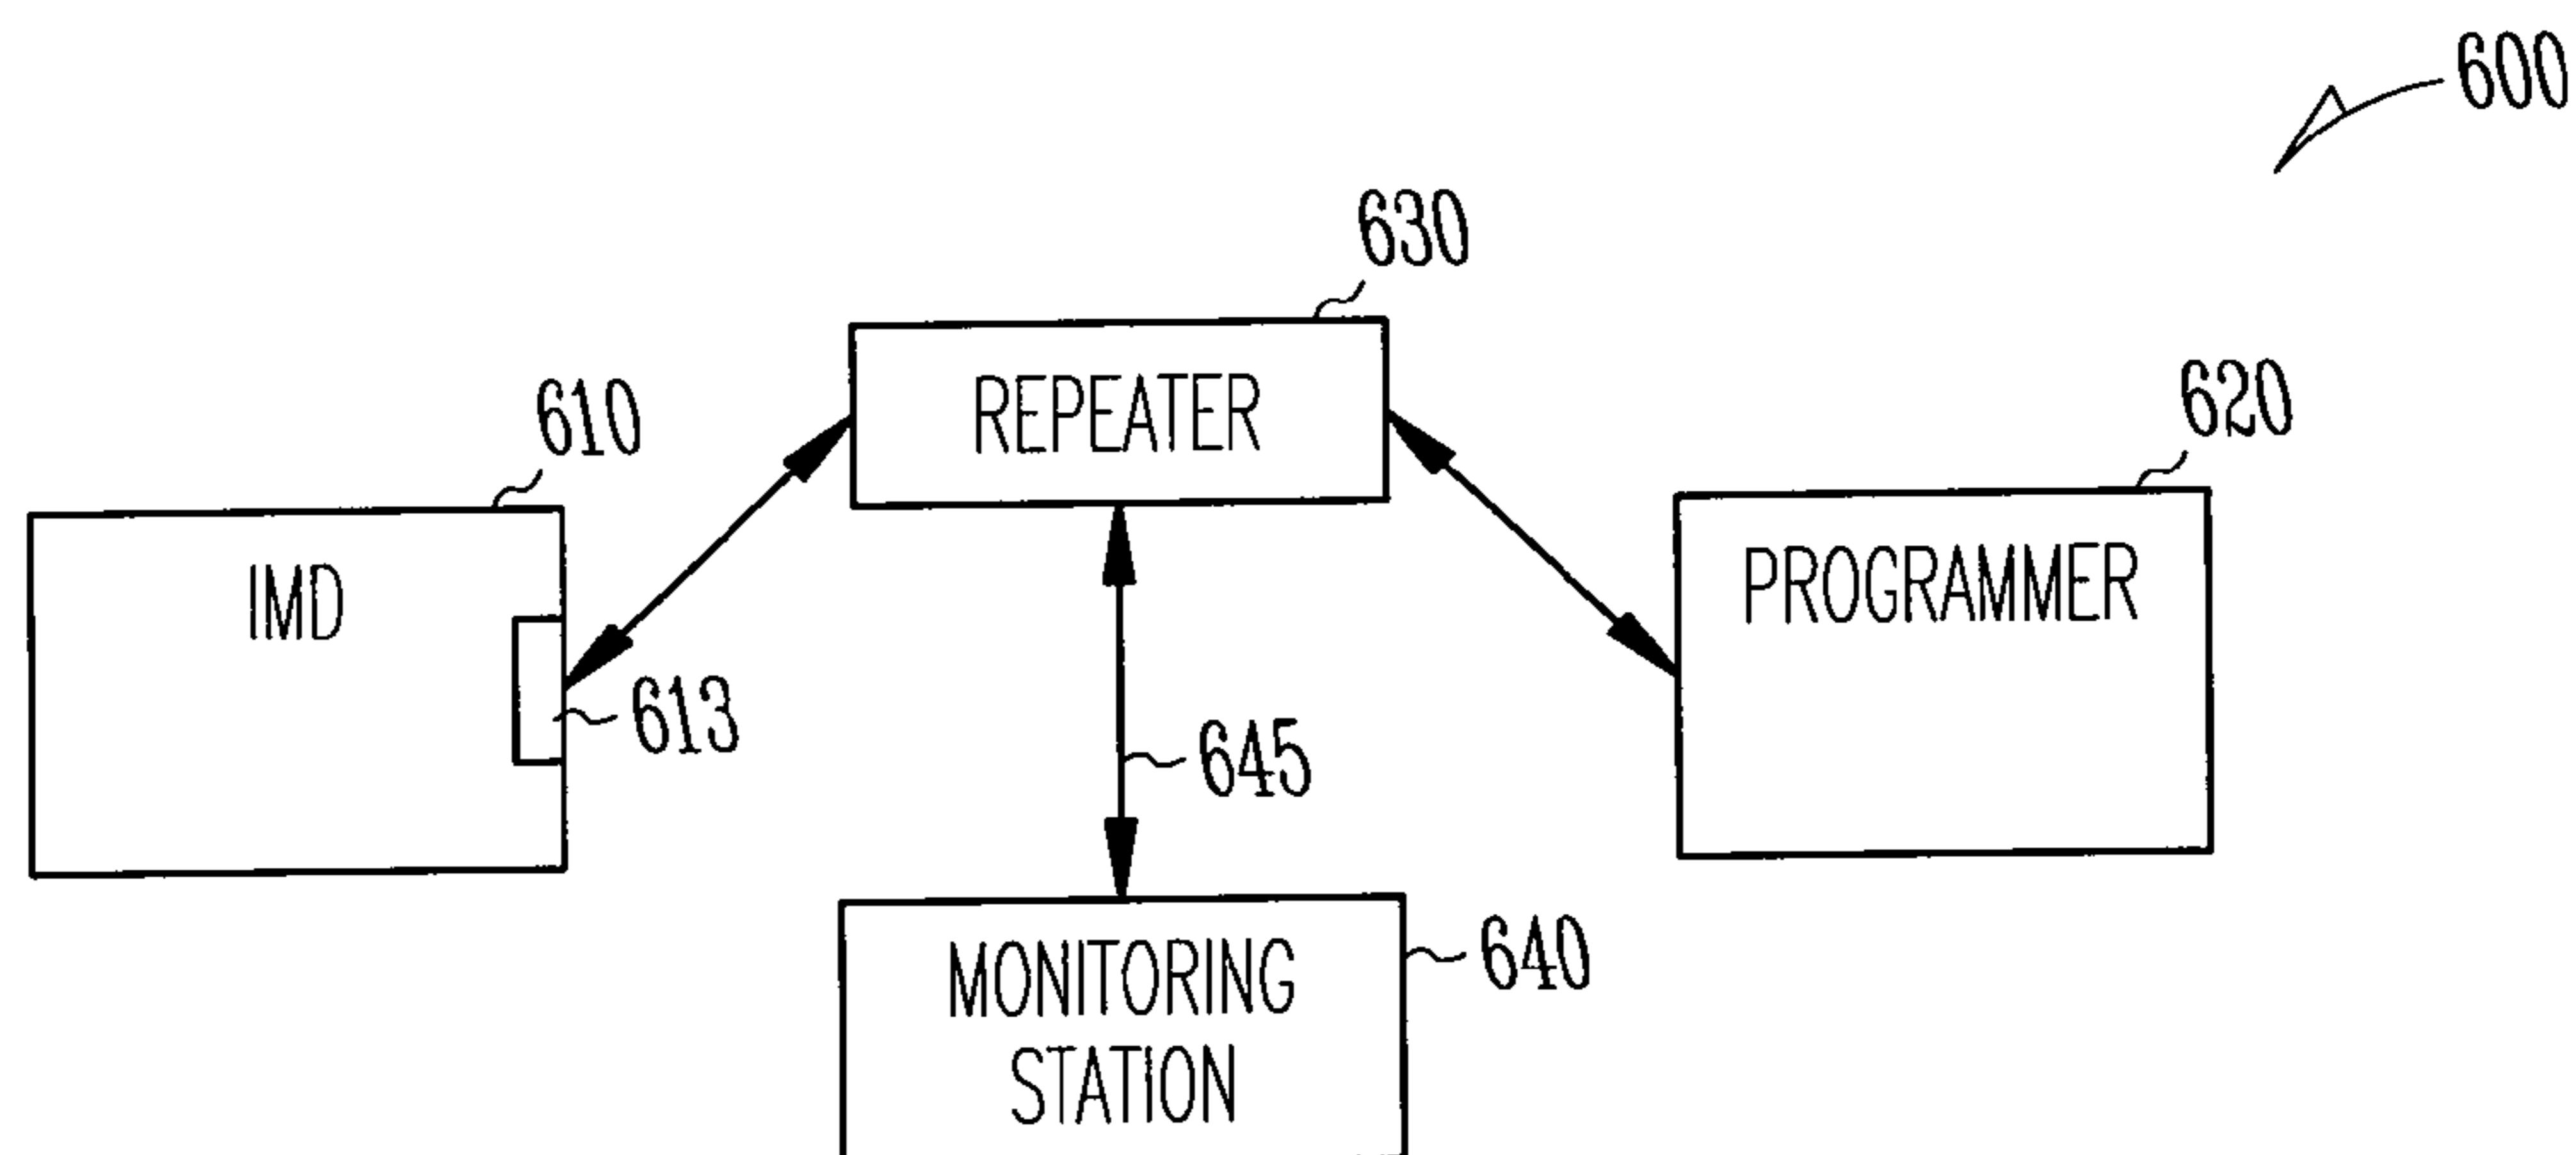 600
630
REPEATER
610
620
IMD
PROGRAMMER
613
645
640
MONITORING
STATION